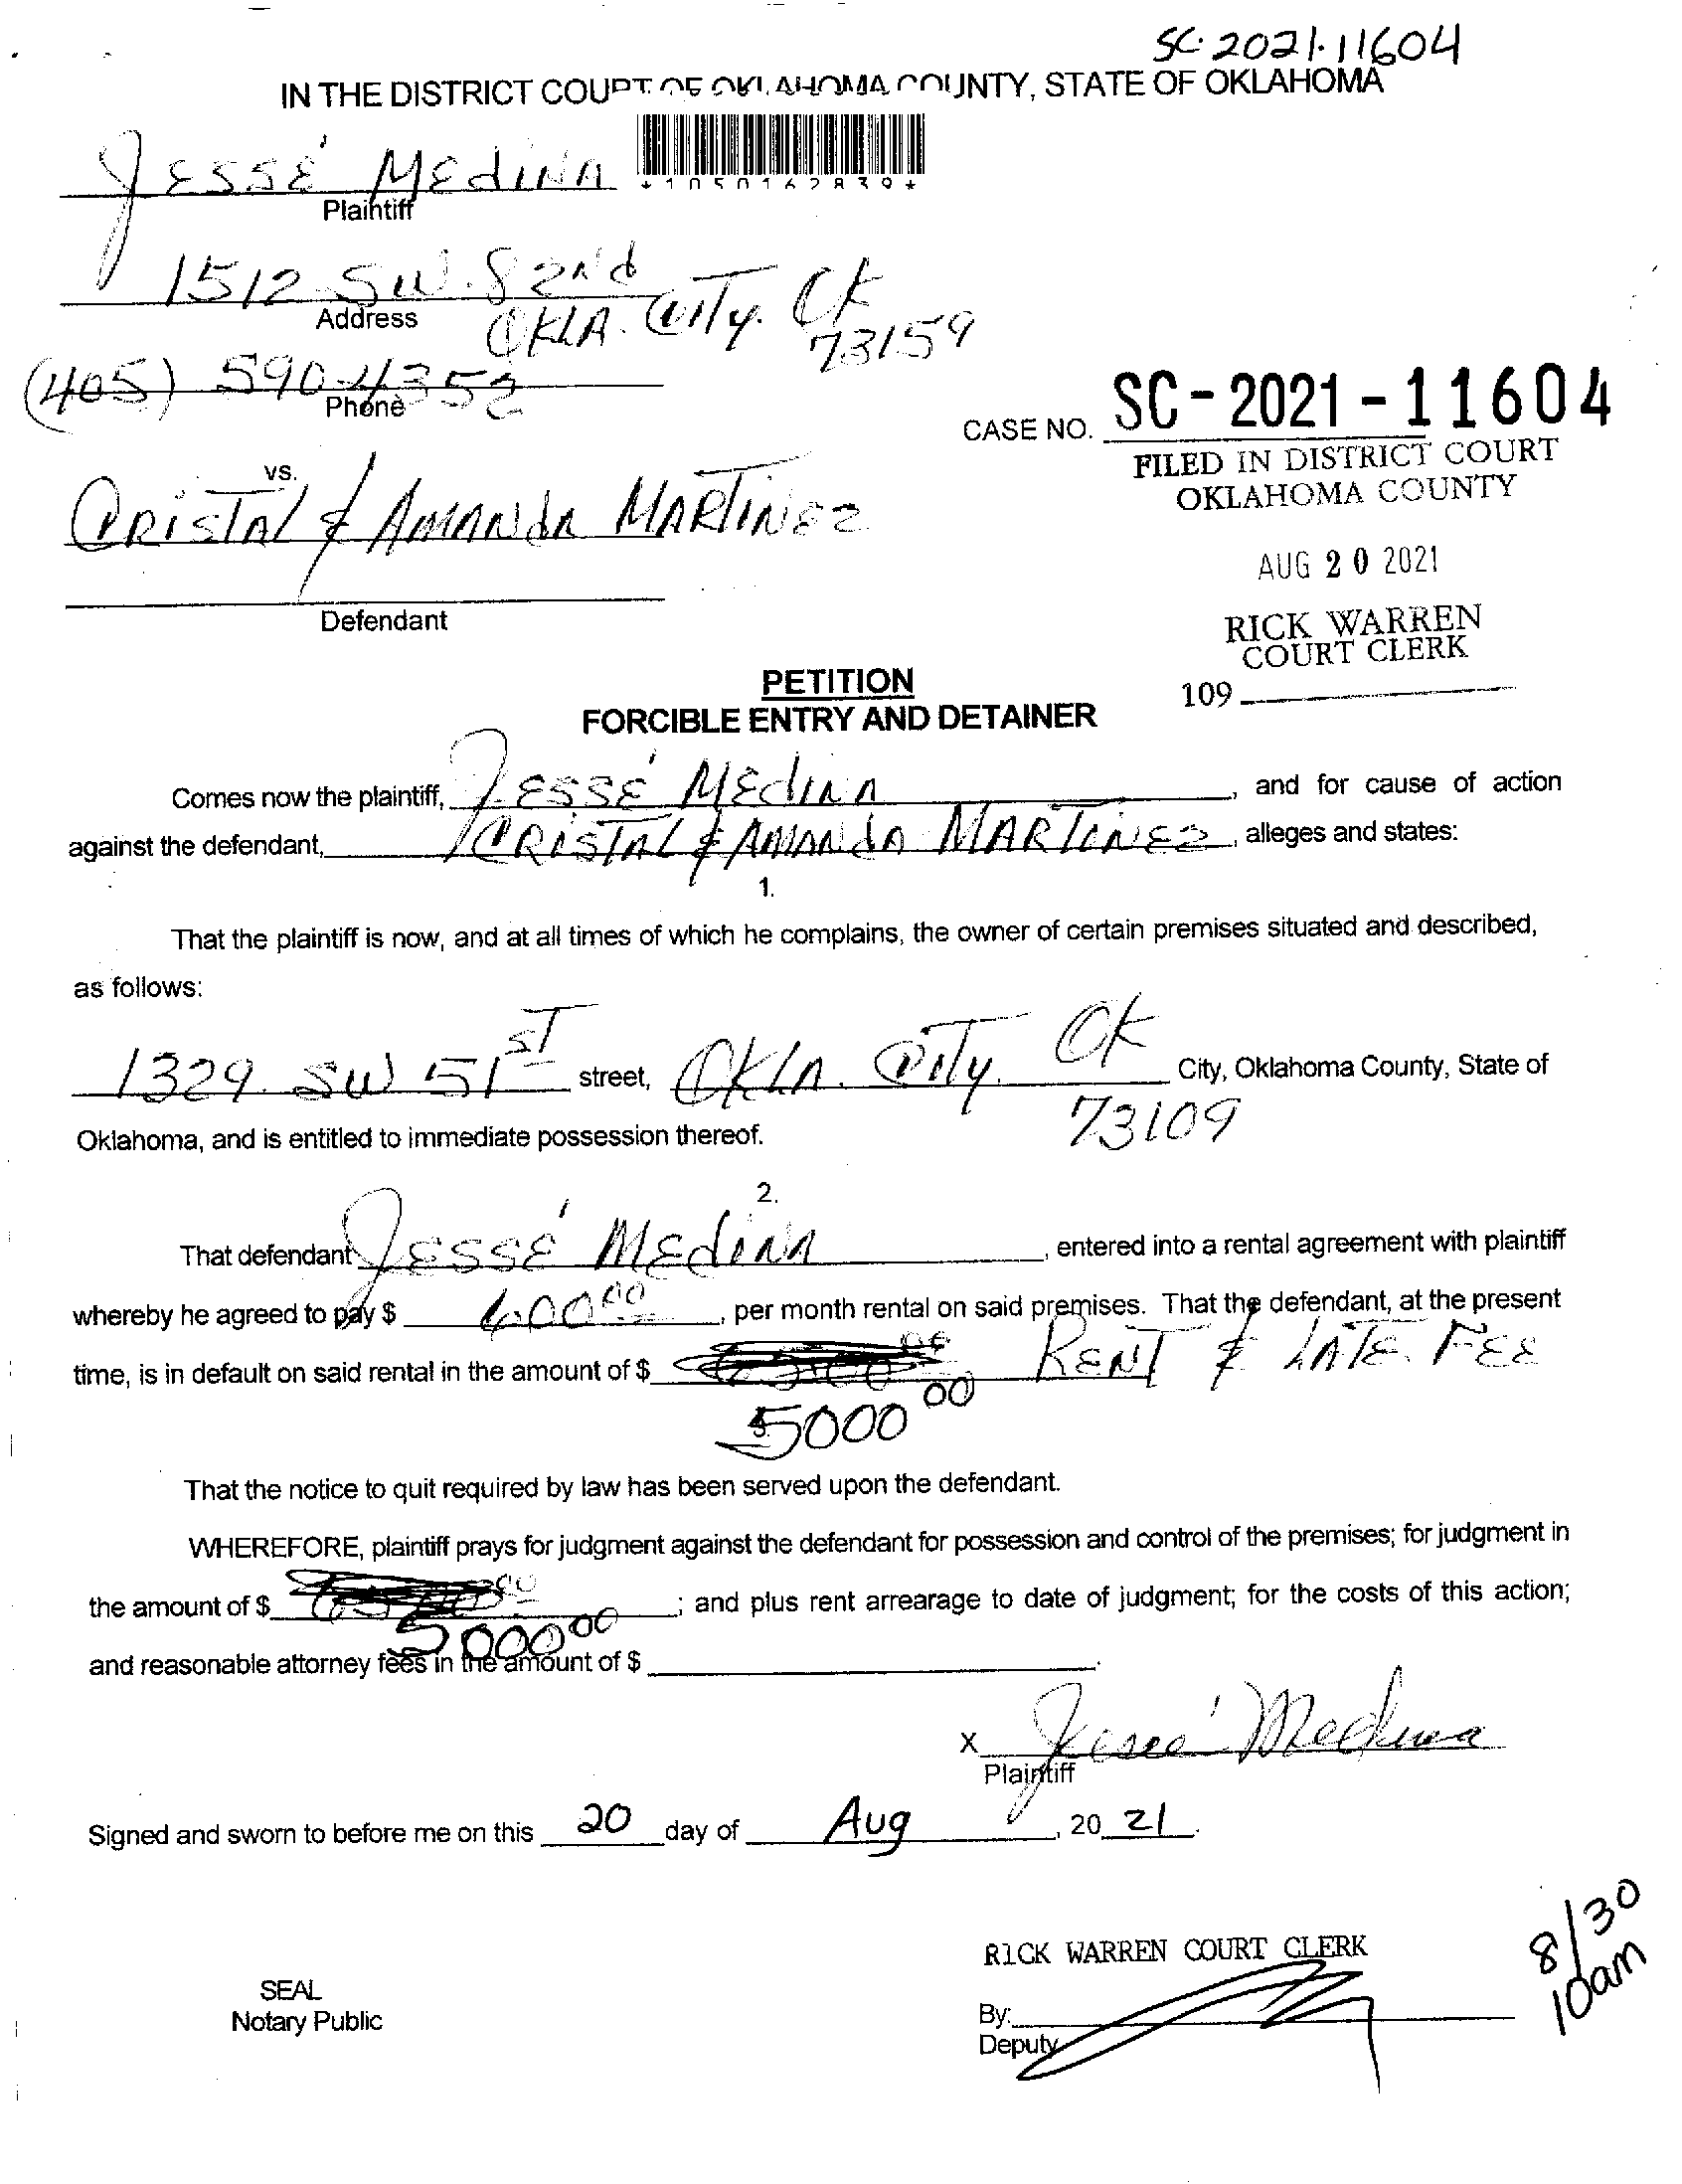 SC-2021-11604
IN THE DISTRICT COURT OF OKLAHOMA COUNTY, STATE OF OKLAHOMA
JESSÉ MEdINA
*1050162839*
Plaintiff
1512 SW. 82Nd
Address
OKLA. CITY. OK
73159
(405) 590-4352
Phone
CASE NO. SC-2021-11604
FILED IN DISTRICT COURT
OKLAHOMA COUNTY
vs.
CRISTAL & AMANdA MARTINEZ
AUG 20 2021
Defendant
RICK WARREN
COURT CLERK
109
PETITION
FORCIBLE ENTRY AND DETAINER
Comes now the plaintiff, JESSÉ MEdINA, and for cause of action
against the defendant, CRISTAL & AMANdA MARTINEZ, alleges and states:
1.
That the plaintiff is now, and at all times of which he complains, the owner of certain premises situated and described,
as follows:
1329. SW 51ST street, OKLA. CITY. OK City, Oklahoma County, State of
73109
Oklahoma, and is entitled to immediate possession thereof.
2.
That defendant JESSÉ MEdINA, entered into a rental agreement with plaintiff
whereby he agreed to pay $ 600.00, per month rental on said premises. That the defendant, at the present
time, is in default on said rental in the amount of $ RENT & LATE FEE
5000 00
3.
That the notice to quit required by law has been served upon the defendant.
WHEREFORE, plaintiff prays for judgment against the defendant for possession and control of the premises; for judgment in
the amount of $ ; and plus rent arrearage to date of judgment; for the costs of this action;
5000 00
and reasonable attorney fees in the amount of $
X Jessé Medina
Plaintiff
Signed and sworn to before me on this 20 day of Aug, 20 21.
8/30
10am
RICK WARREN COURT CLERK
SEAL
Notary Public
By:
Deputy